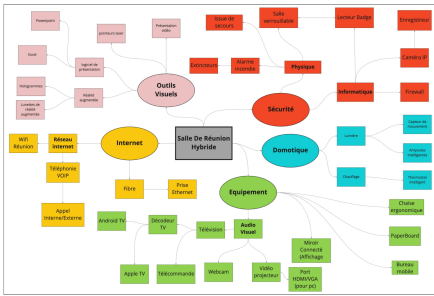 Powerpoint
pointeurs laser
Présentation
vidéo
Issue de
secours
Salle
verrouillable
Lecteur Badge
Enregistreur
Excel
logiciel de
présentation
Outils
Visuels
Extincteurs
Alarme
incendie
Physique
Caméra IP
Hologrammes
Réalité
augmentée
Lunettes de
réalité
augmentée
Sécurité
Informatique
Firewall
Wifi
Réunion
Réseau
internet
Internet
Salle De Réunion
Hybride
Domotique
Lumière
Capteur de
mouvement
Ampoules
intelligentes
Téléphonie
VOIP
Chauffage
Thermostat
intelligent
Fibre
Prise
Ethernet
Equipement
Appel
Interne/Externe
Chaise
ergonomique
Android TV
Décodeur
TV
Télévision
Audio
Visuel
PaperBoard
Miroir
Connecté
(Affichage
Apple TV
Télécommande
Webcam
Vidéo
projecteur
Port
HDMI/VGA
(pour pc)
Bureau
mobile